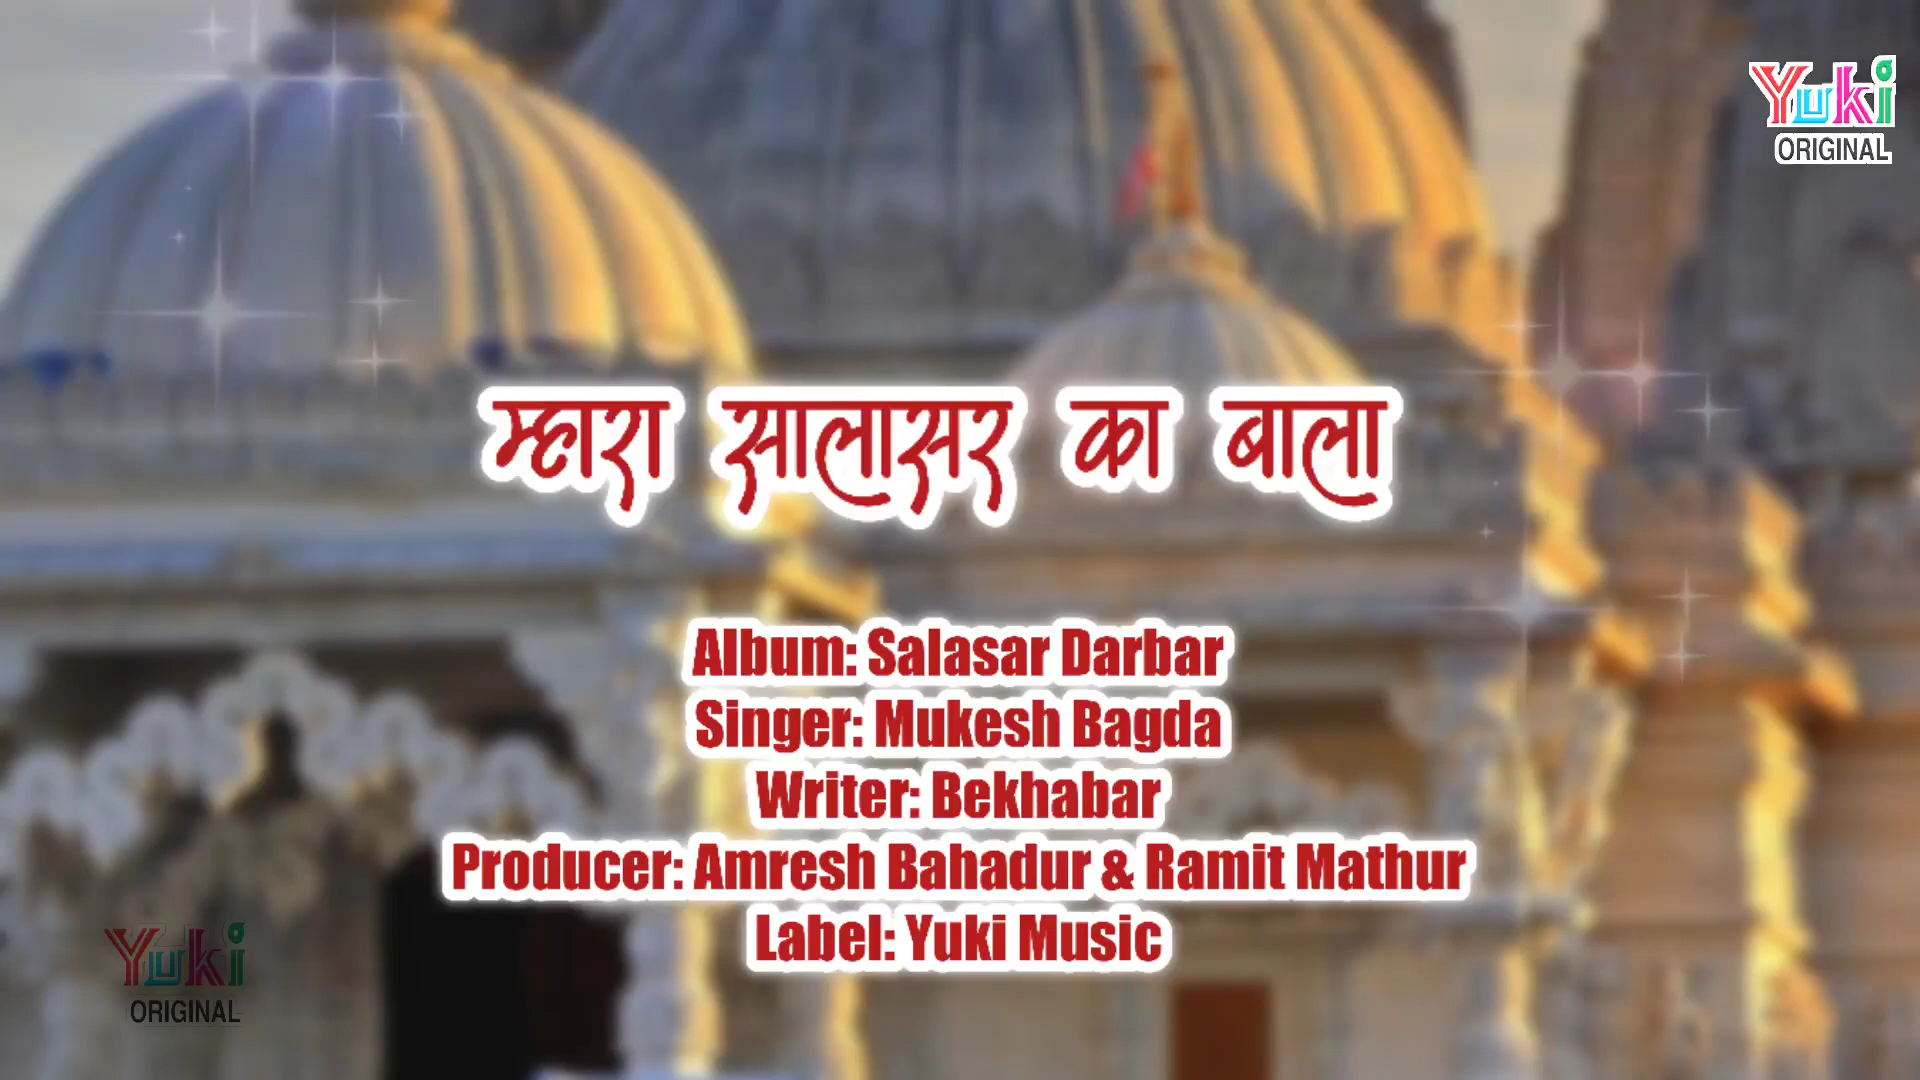 Yuki
ORIGINAL
म्हारा सालासर का बाला
Album: Salasar Darbar
Singer: Mukesh Bagda
Writer: Bekhabar
Producer: Amresh Bahadur & Ramit Mathur
Label: Yuki Music
Yuki
ORIGINAL